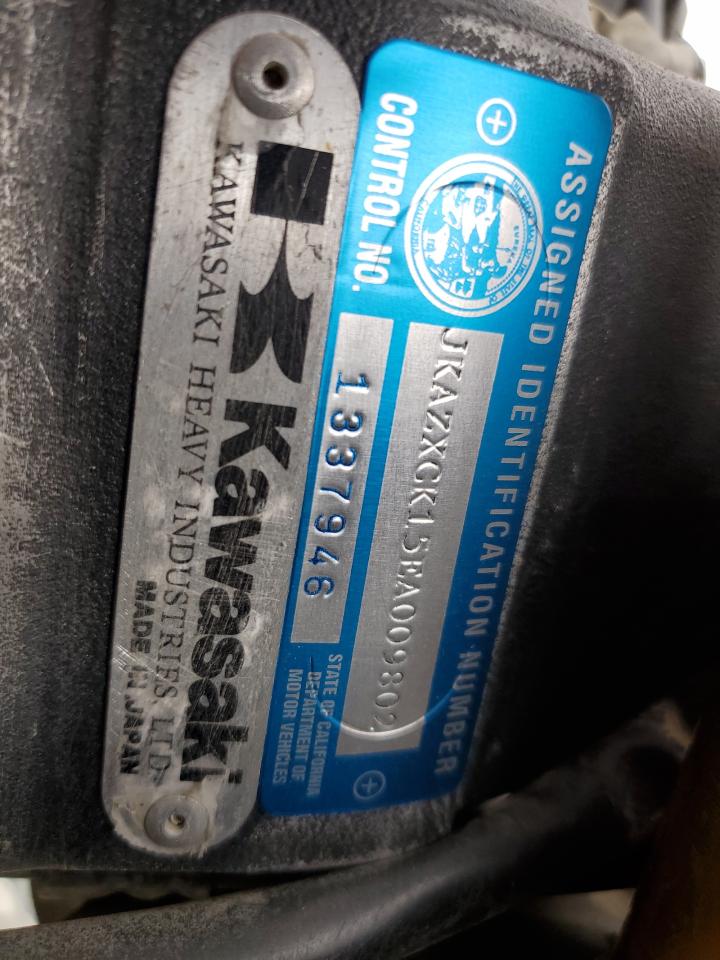 ASSIGNED IDENTIFICATION NUMBER
JKAZXCK15EA009802
CONTROL NO.
1337946
STATE OF CALIFORNIA
DEPARTMENT OF
MOTOR VEHICLES
EUREKA
Kawasaki
KAWASAKI HEAVY INDUSTRIES, LTD.
MADE IN JAPAN